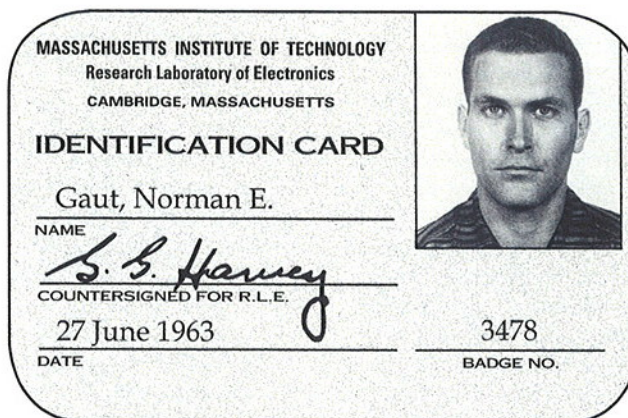 MASSACHUSETTS INSTITUTE OF TECHNOLOGY
Research Laboratory of Electronics
CAMBRIDGE, MASSACHUSETTS
IDENTIFICATION CARD
Gaut, Norman E.
NAME
G. G. Harvey
COUNTERSIGNED FOR R.L.E.
27 June 1963
DATE
3478
BADGE NO.